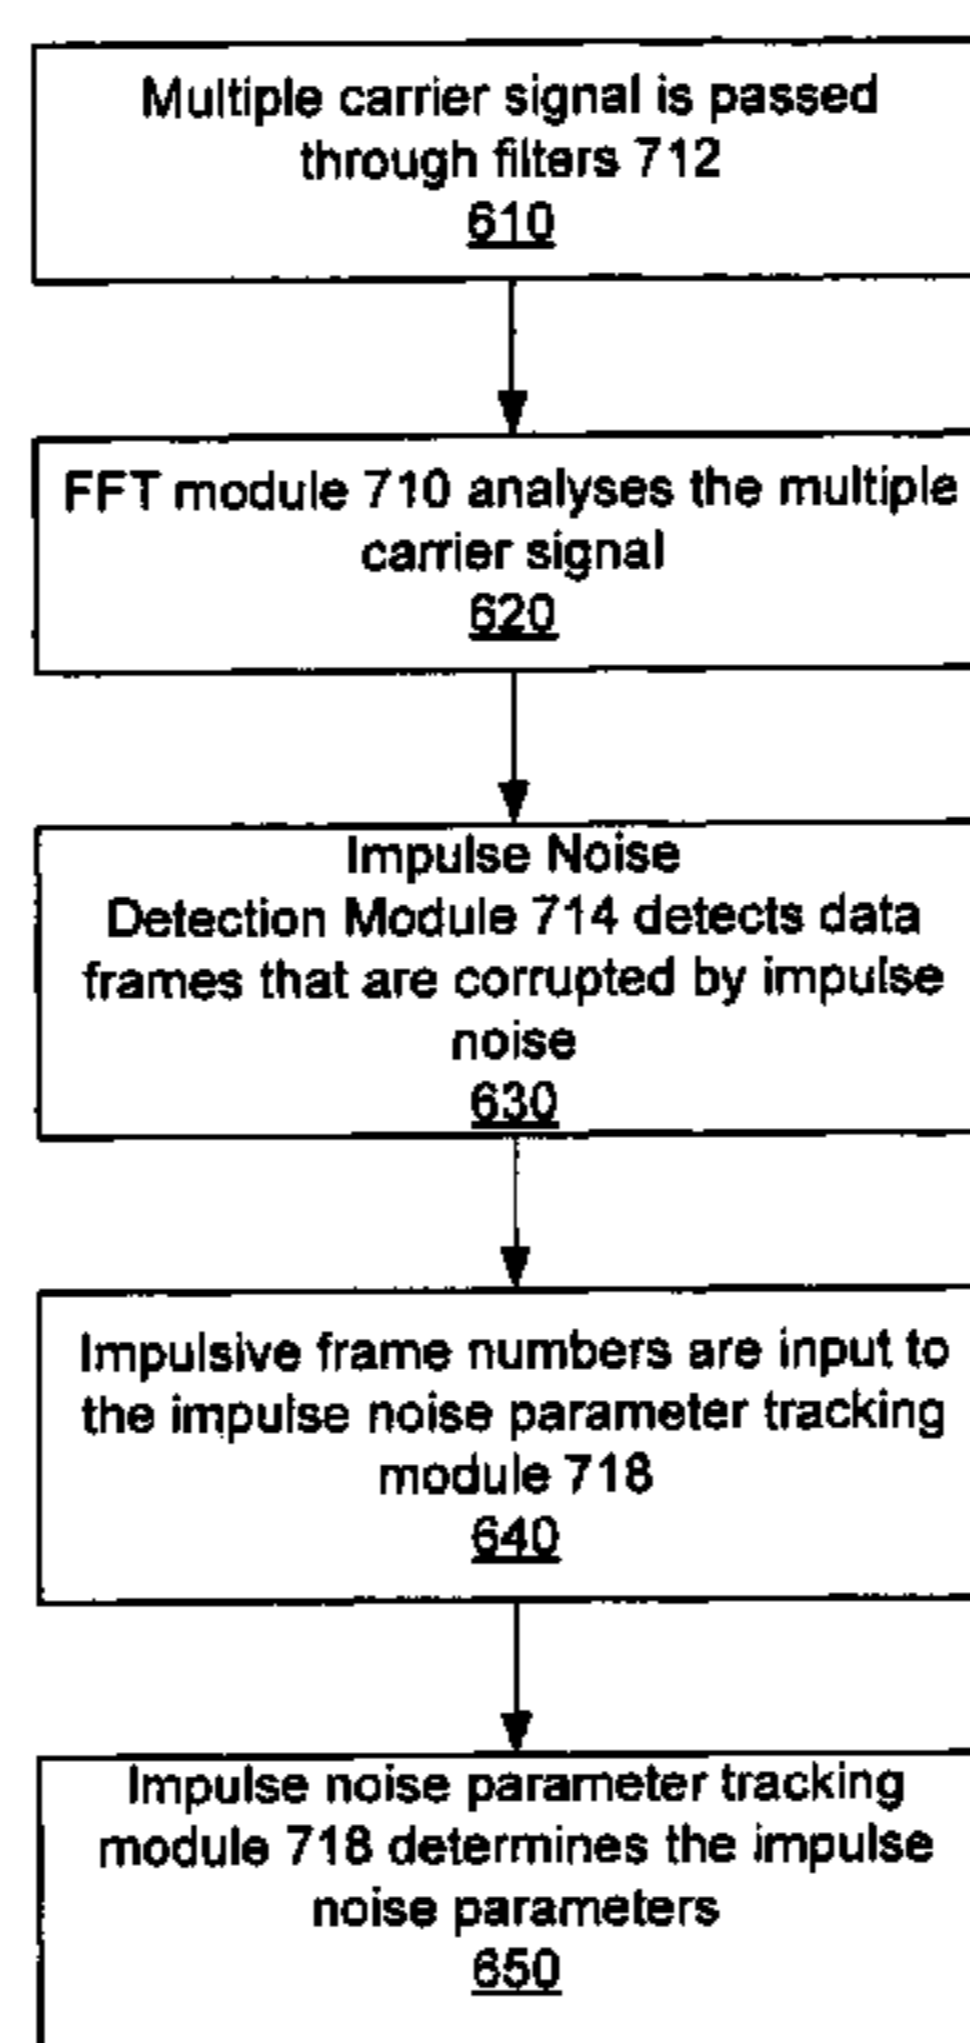 Multiple carrier signal is passed
through filters 712
610
FFT module 710 analyses the multiple
carrier signal
620
Impulse Noise
Detection Module 714 detects data
frames that are corrupted by impulse
noise
630
Impulsive frame numbers are input to
the impulse noise parameter tracking
module 718
640
Impulse noise parameter tracking
module 718 determines the impulse
noise parameters
650